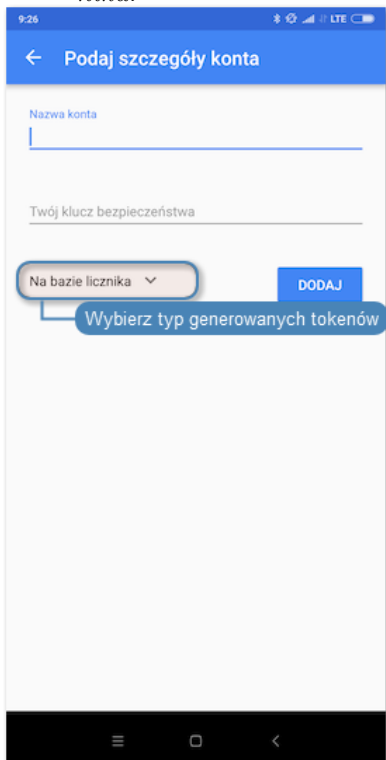 9:26 LTE
Podaj szczegóły konta
Nazwa konta
Twój klucz bezpieczeństwa
Na bazie licznika DODAJ
Wybierz typ generowanych tokenów